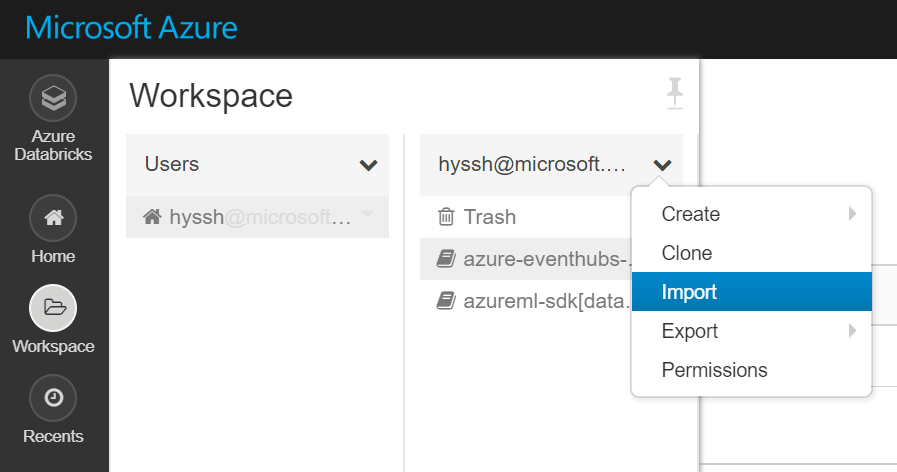 Microsoft Azure
Azure
Databricks
Home
Workspace
Recents
Workspace
Users
hyssh@microsoft...
hyssh@microsoft....
Trash
azure-eventhubs-..
azureml-sdk[data..
Create
Clone
Import
Export
Permissions